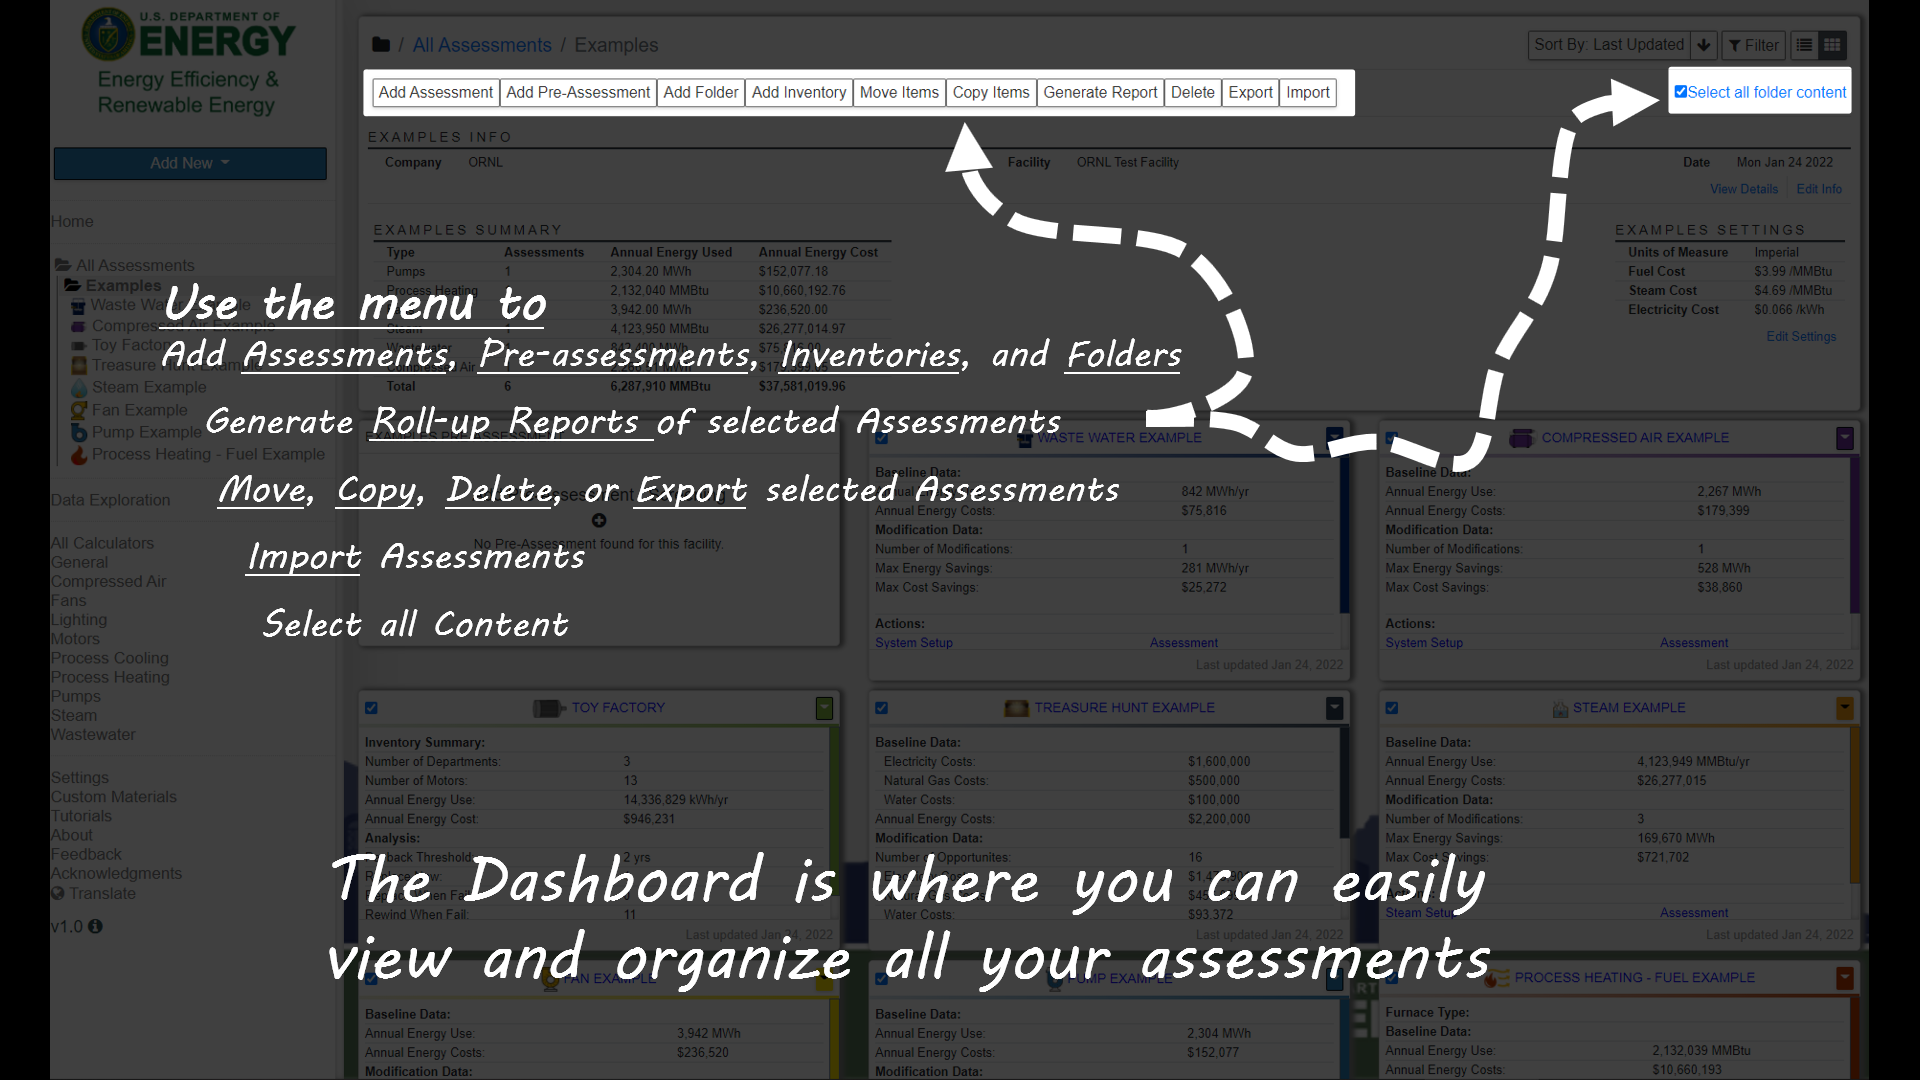 U.S. DEPARTMENT OF
ENERGY
Energy Efficiency &
Renewable Energy
Add New
Home
All Assessments
Examples
Waste Water Example
Compressed Air Example
Toy Factory
Treasure Hunt Example
Steam Example
Fan Example
Pump Example
Process Heating - Fuel Example
Data Exploration
All Calculators
General
Compressed Air
Fans
Lighting
Motors
Process Cooling
Process Heating
Pumps
Steam
Wastewater
Settings
Custom Materials
Tutorials
About
Feedback
Acknowledgments
Translate
v1.0
/ All Assessments / Examples
Sort By: Last Updated
Filter
Add Assessment Add Pre-Assessment Add Folder Add Inventory Move Items Copy Items Generate Report Delete Export Import
Select all folder content
EXAMPLES INFO
Company ORNL Facility ORNL Test Facility Date Mon Jan 24 2022
View Details Edit Info
EXAMPLES SUMMARY
Type Assessments Annual Energy Used Annual Energy Cost
Pumps 1 2,304.20 MWh $152,077.18
Process Heating 2,132,040 MMBtu $10,660,192.76
3,942.00 MWh $236,520.00
Steam 4,123,950 MMBtu $26,277,014.97
Total 6 6,287,910 MMBtu $37,581,019.96
EXAMPLES SETTINGS
Units of Measure Imperial
Fuel Cost $3.99 /MMBtu
Steam Cost $4.69 /MMBtu
Electricity Cost $0.066 /kWh
Edit Settings
Use the menu to
Add Assessments, Pre-assessments, Inventories, and Folders
Generate Roll-up Reports of selected Assessments
Move, Copy, Delete, or Export selected Assessments
Import Assessments
Select all Content
No Pre-Assessment found for this facility.
WASTE WATER EXAMPLE
Baseline Data:
Annual Energy Use: 842 MWh/yr
Annual Energy Costs: $75,816
Modification Data:
Number of Modifications: 1
Max Energy Savings: 281 MWh/yr
Max Cost Savings: $25,272
Actions:
System Setup Assessment
Last updated Jan 24, 2022
COMPRESSED AIR EXAMPLE
Baseline Data:
Annual Energy Use: 2,267 MWh
Annual Energy Costs: $179,399
Modification Data:
Number of Modifications: 1
Max Energy Savings: 528 MWh
Max Cost Savings: $38,860
Actions:
System Setup Assessment
Last updated Jan 24, 2022
TOY FACTORY
Inventory Summary:
Number of Departments: 3
Number of Motors: 13
Annual Energy Use: 14,336,829 kWh/yr
Annual Energy Cost: $946,231
Analysis:
Payback Threshold: 2 yrs
Rewind When Fail: 11
Last updated Jan 24, 2022
TREASURE HUNT EXAMPLE
Baseline Data:
Electricity Costs: $1,600,000
Natural Gas Costs: $500,000
Water Costs: $100,000
Annual Energy Costs: $2,200,000
Modification Data:
Number of Opportunites: 16
Water Costs: $93,372
Last updated Jan 24, 2022
STEAM EXAMPLE
Baseline Data:
Annual Energy Use: 4,123,949 MMBtu/yr
Annual Energy Costs: $26,277,015
Modification Data:
Number of Modifications: 3
Max Energy Savings: 169,670 MWh
Max Cost Savings: $721,702
Steam Setup Assessment
Last updated Jan 24, 2022
The Dashboard is where you can easily
view and organize all your assessments
FAN EXAMPLE
Baseline Data:
Annual Energy Use: 3,942 MWh
Annual Energy Costs: $236,520
Modification Data:
PUMP EXAMPLE
Baseline Data:
Annual Energy Use: 2,304 MWh
Annual Energy Costs: $152,077
Modification Data:
PROCESS HEATING - FUEL EXAMPLE
Furnace Type:
Baseline Data:
Annual Energy Use: 2,132,039 MMBtu
Annual Energy Costs: $10,660,193